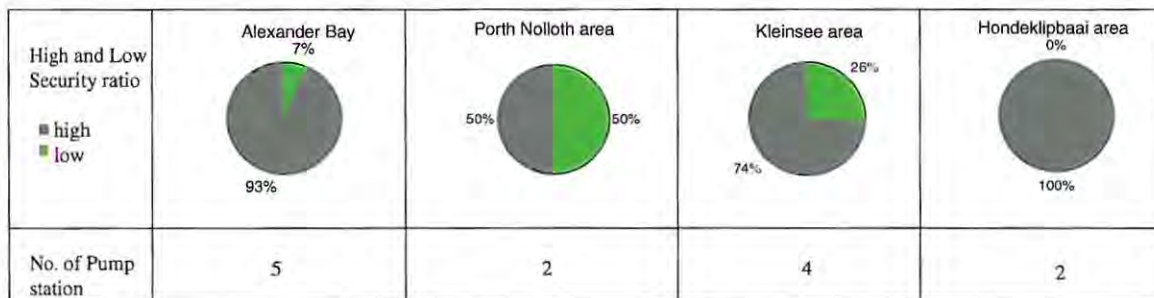 High and Low
Security ratio
high
low
Alexander Bay
7%
93%
Porth Nolloth area
50%
50%
Kleinsee area
26%
74%
Hondeklipbaai area
0%
100%
No. of Pump
station
5
2
4
2